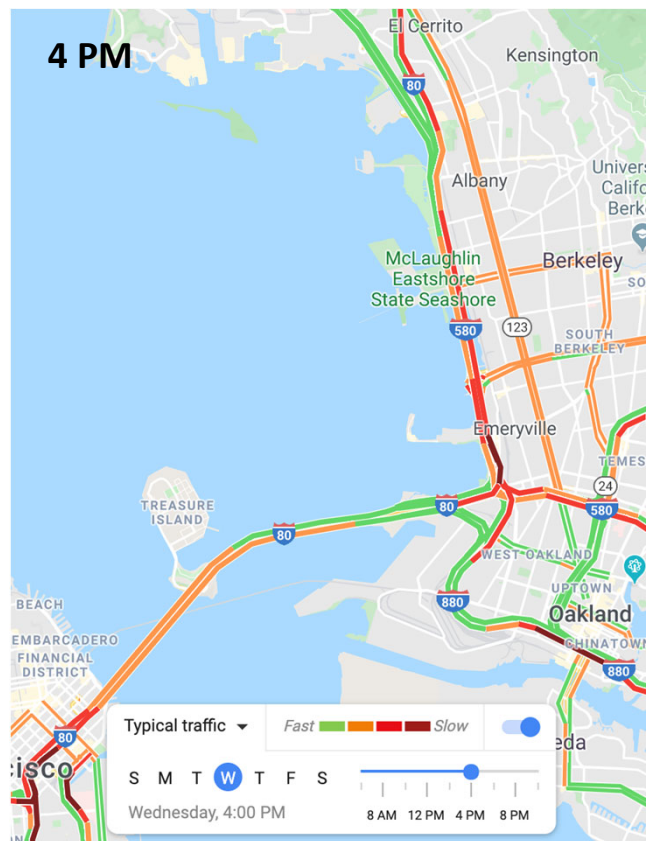 4 PM
El Cerrito
Kensington
80
Albany
Univers
Califo
Berk
McLaughlin
Eastshore
State Seashore
Berkeley
SO
580
123
SOUTH
BERKELEY
Emeryville
TEMES
24
TREASURE
ISLAND
80
80
580
WEST OAKLAND
880
UPTOWN
Oakland
BEACH
EMBARCADERO
FINANCIAL
DISTRICT
CHINATOWN
880
80
cisco
Typical traffic
Fast
Slow
eda
S M T W T F S
Wednesday, 4:00 PM
8 AM 12 PM 4 PM 8 PM